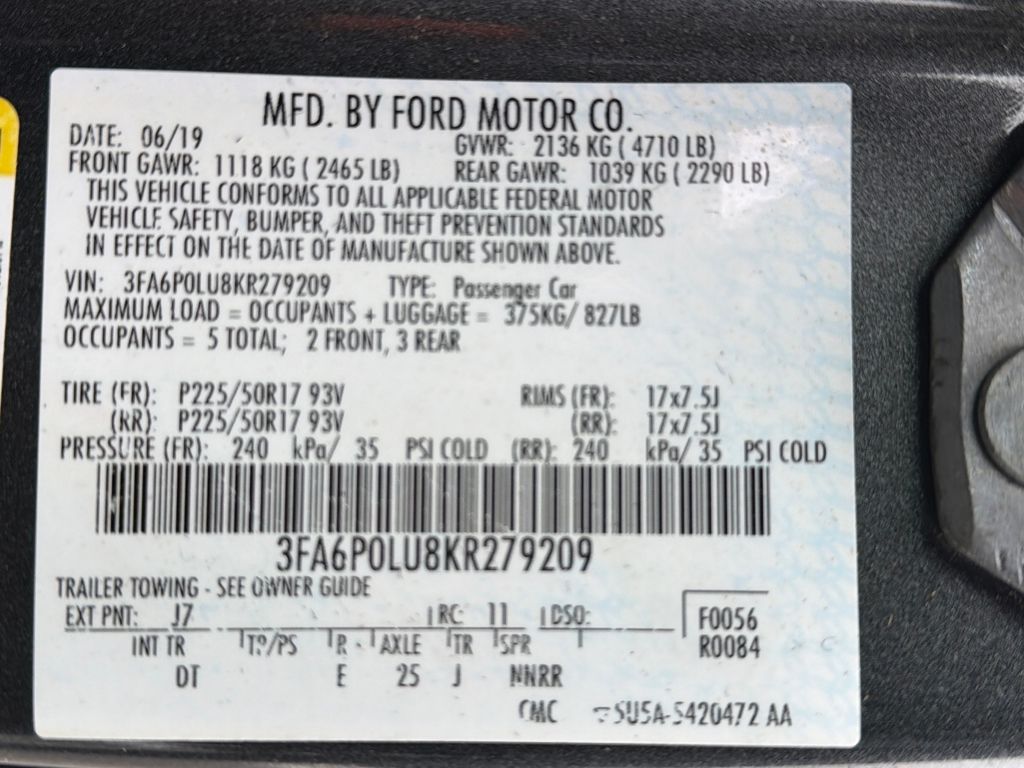 MFD. BY FORD MOTOR CO.
DATE: 06/19 GVWR: 2136 KG ( 4710 LB)
FRONT GAWR: 1118 KG ( 2465 LB) REAR GAWR: 1039 KG ( 2290 LB)
THIS VEHICLE CONFORMS TO ALL APPLICABLE FEDERAL MOTOR
VEHICLE SAFETY, BUMPER, AND THEFT PREVENTION STANDARDS
IN EFFECT ON THE DATE OF MANUFACTURE SHOWN ABOVE.
VIN: 3FA6P0LU8KR279209 TYPE: Passenger Car
MAXIMUM LOAD = OCCUPANTS + LUGGAGE = 375KG/ 827LB
OCCUPANTS = 5 TOTAL; 2 FRONT, 3 REAR
TIRE (FR): P225/50R17 93V RIMS (FR): 17x7.5J
(RR): P225/50R17 93V (RR): 17x7.5J
PRESSURE (FR): 240 kPa/ 35 PSI COLD (RR): 240 kPa/ 35 PSI COLD
3FA6P0LU8KR279209
TRAILER TOWING - SEE OWNER GUIDE
EXT PNT: J7 RC: 11 DSO: F0056
INT TR TP/PS R AXLE TR SPR R0084
DT E 25 J NNRR
CMC 5420472 AA